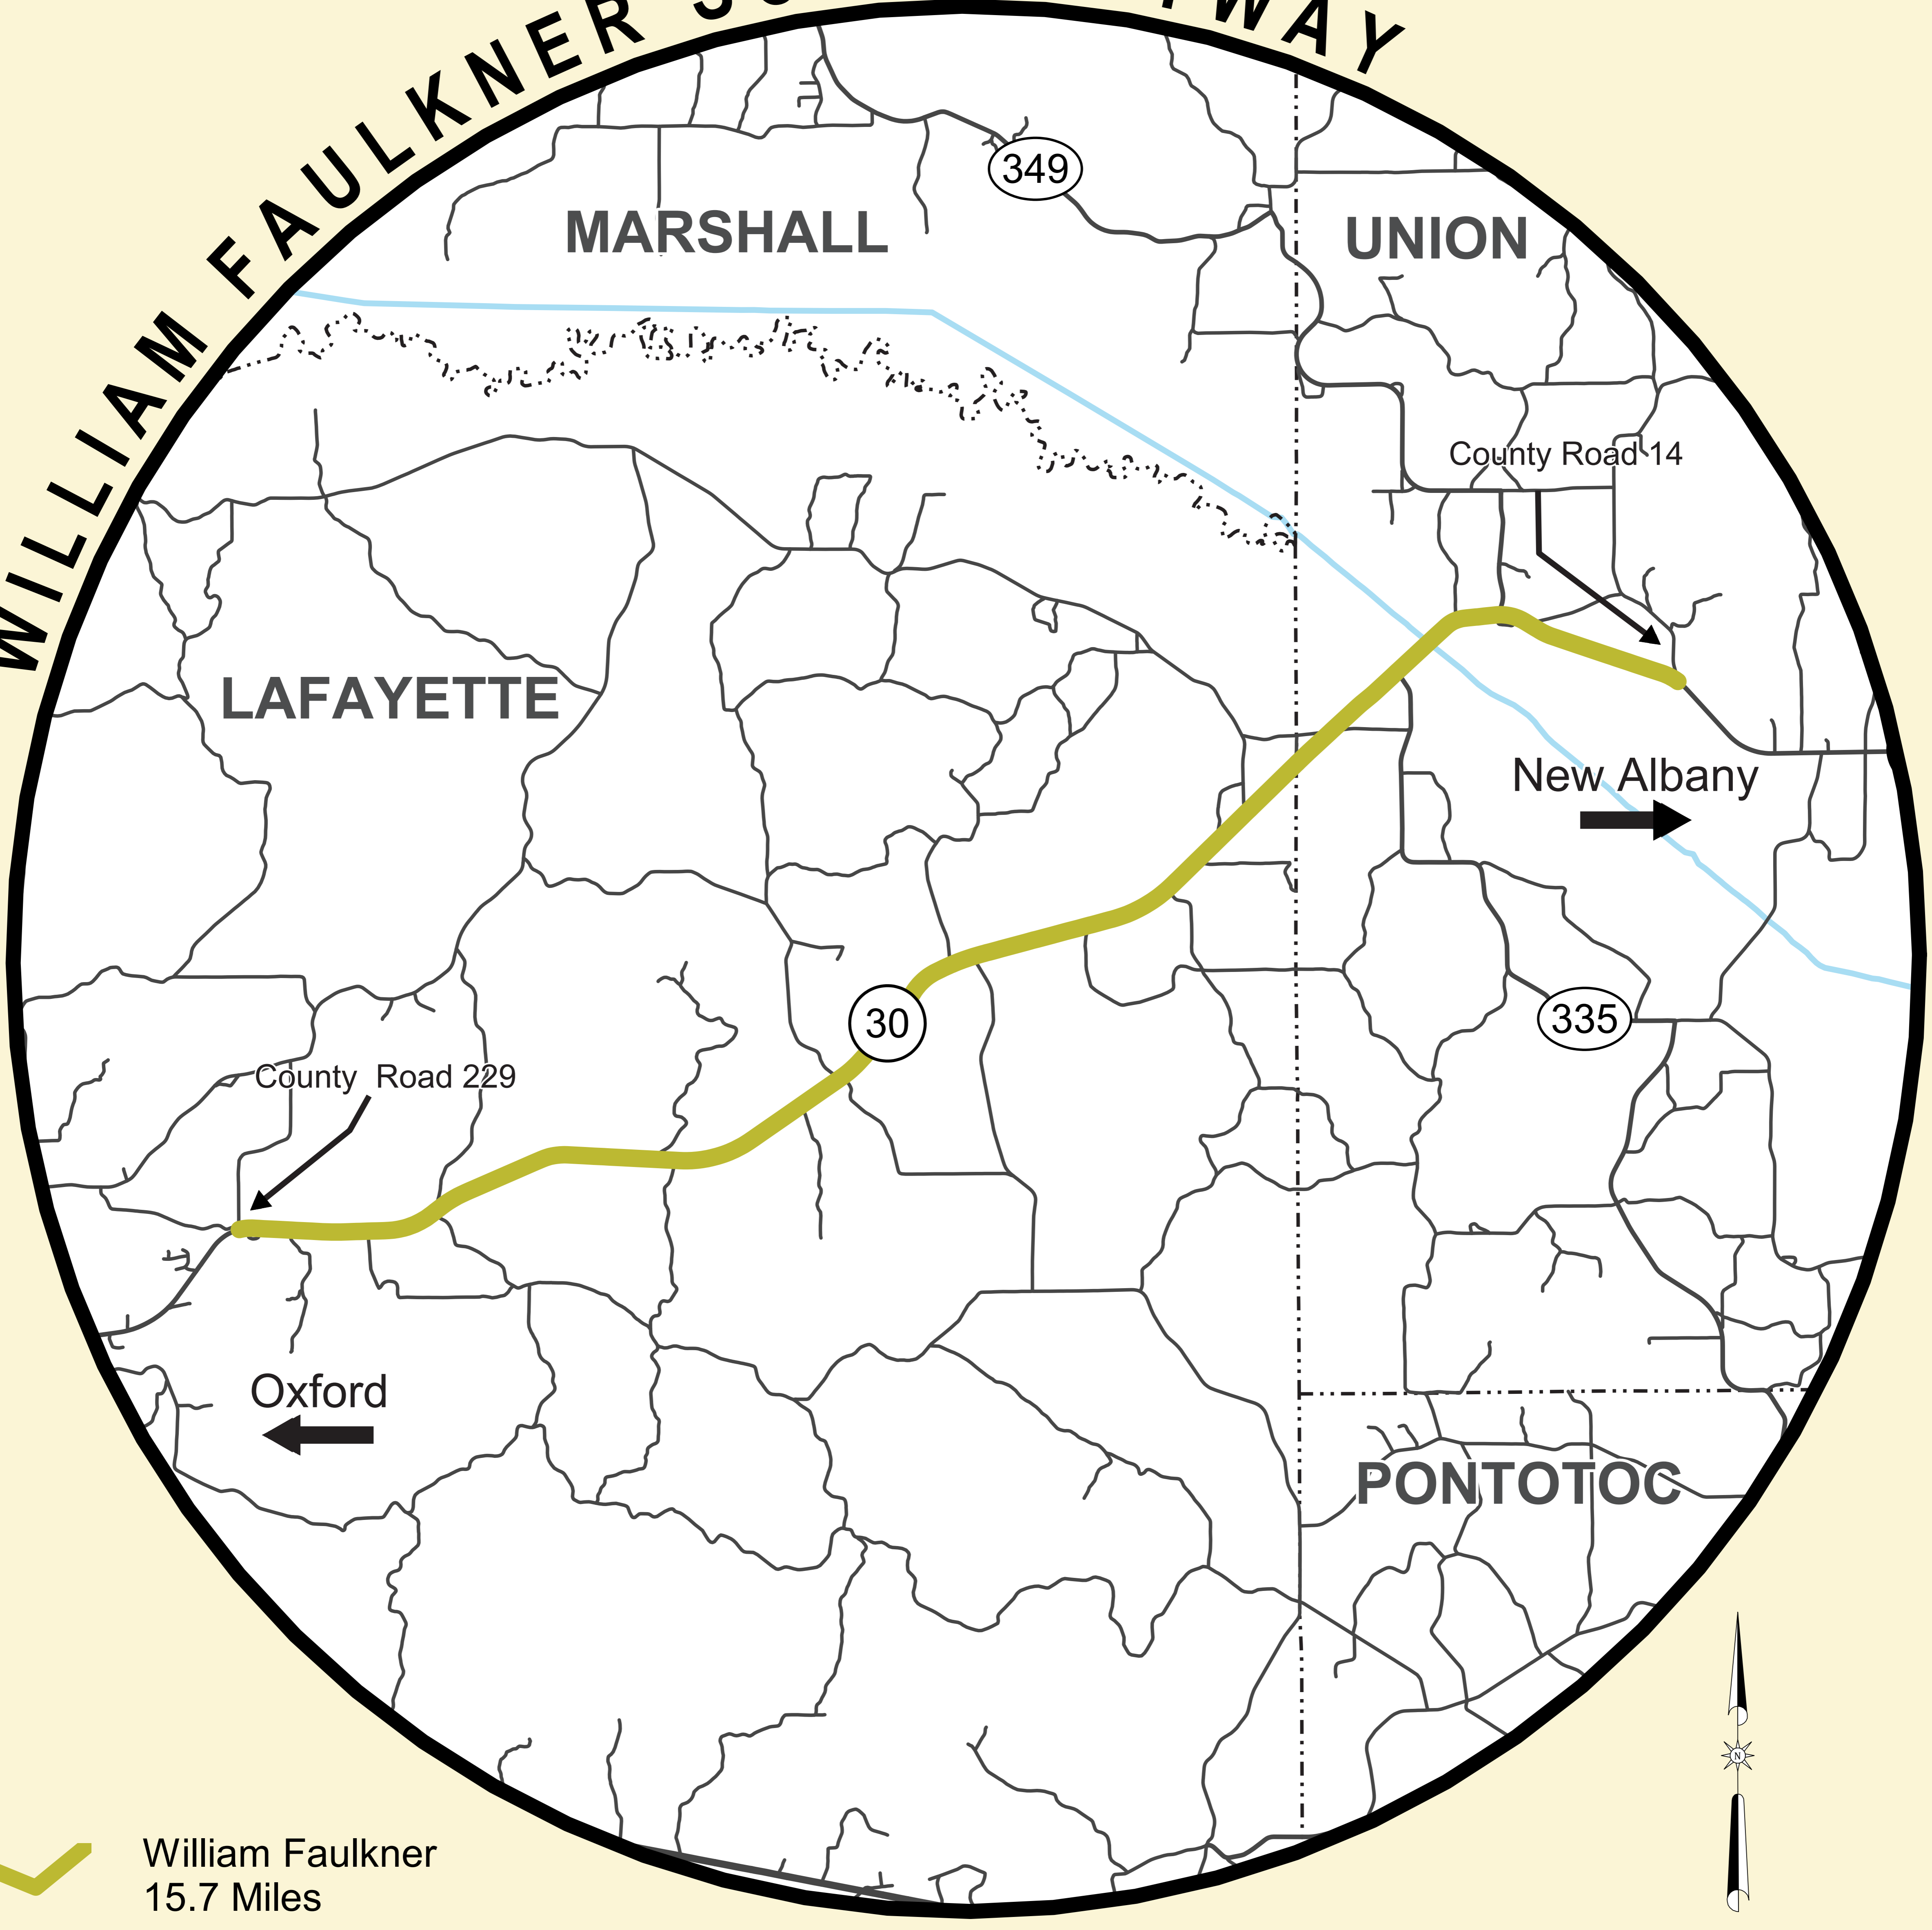 WILLIAM FAULKNER
WAY
349
MARSHALL
UNION
County Road 14
LAFAYETTE
New Albany
30
335
County Road 229
Oxford
PONTOTOC
N
William Faulkner
15.7 Miles